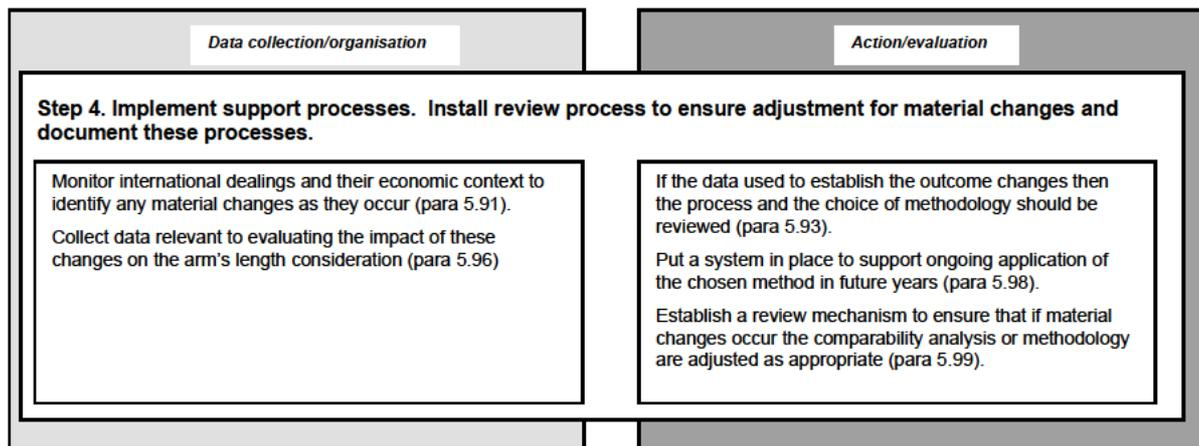 Data collection/organisation
Action/evaluation
Step 4. Implement support processes.  Install review process to ensure adjustment for material changes and
document these processes.
Monitor international dealings and their economic context to
identify any material changes as they occur (para 5.91).
Collect data relevant to evaluating the impact of these
changes on the arm's length consideration (para 5.96)
If the data used to establish the outcome changes then
the process and the choice of methodology should be
reviewed (para 5.93).
Put a system in place to support ongoing application of
the chosen method in future years (para 5.98).
Establish a review mechanism to ensure that if material
changes occur the comparability analysis or methodology
are adjusted as appropriate (para 5.99).